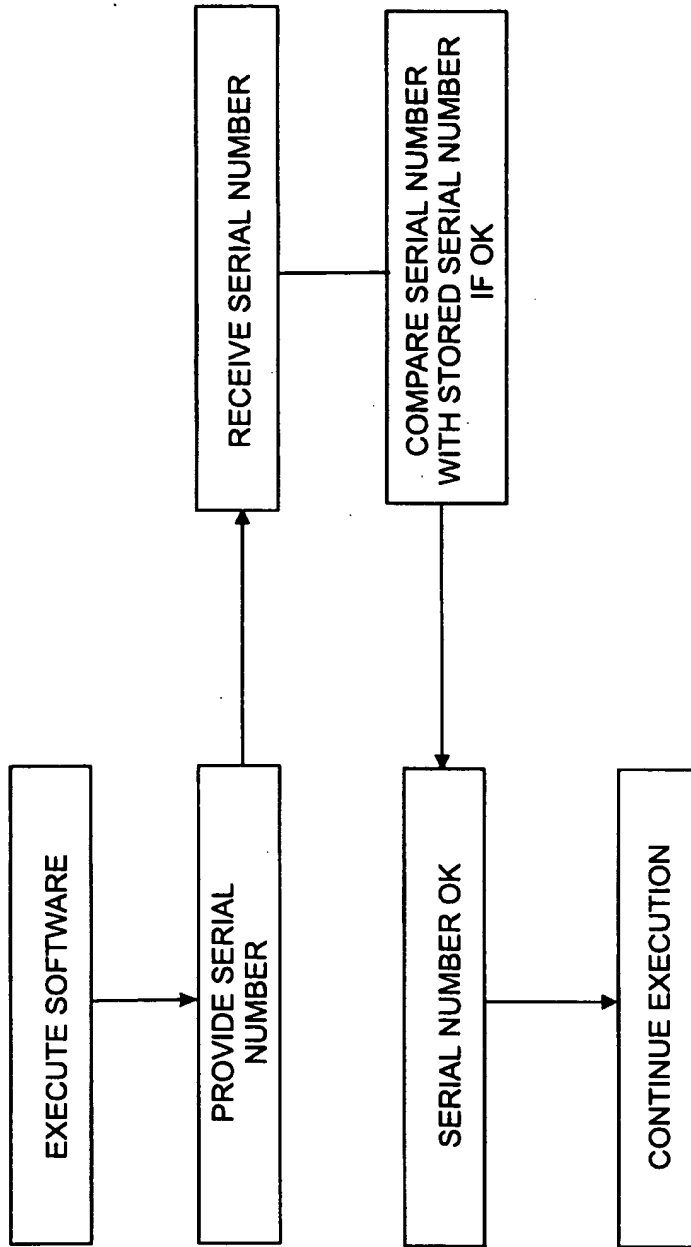 EXECUTE SOFTWARE
PROVIDE SERIAL
NUMBER
RECEIVE SERIAL NUMBER
COMPARE SERIAL NUMBER
WITH STORED SERIAL NUMBER
IF OK
SERIAL NUMBER OK
CONTINUE EXECUTION